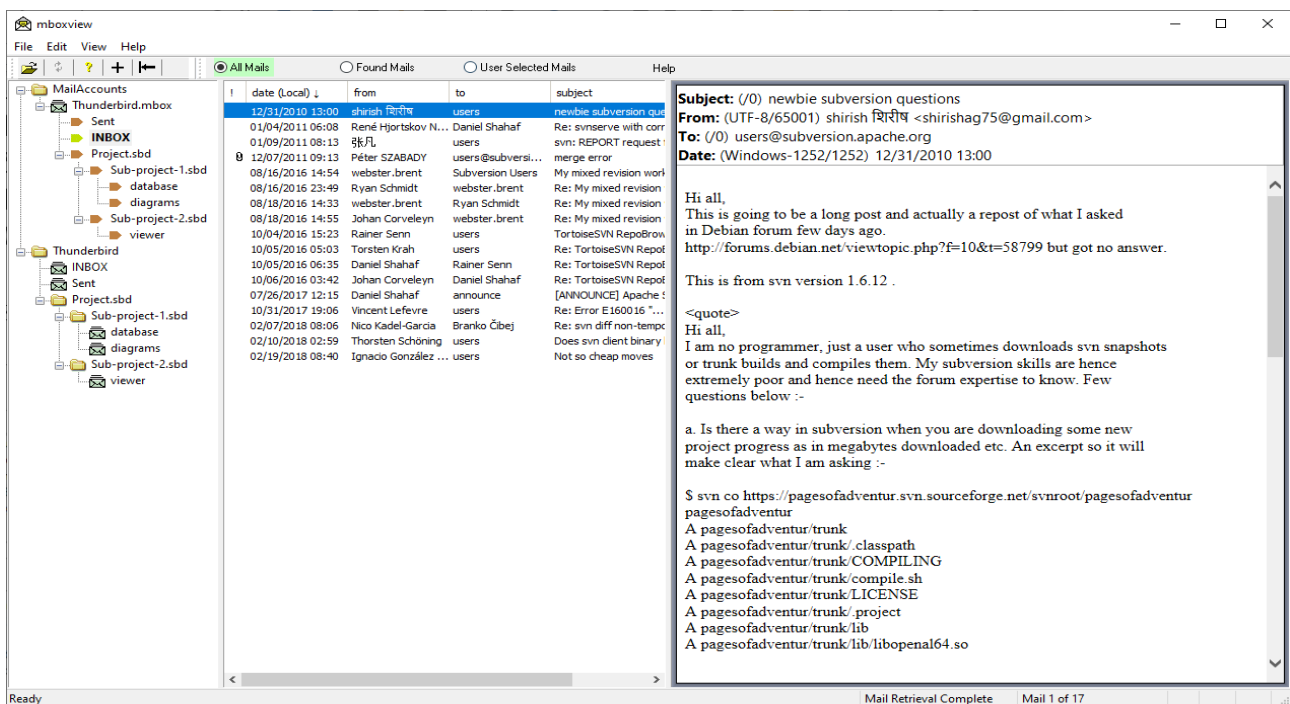 mboxview
File Edit View Help
All Mails Found Mails User Selected Mails Help
MailAccounts
Thunderbird.mbox
Sent
INBOX
Project.sbd
Sub-project-1.sbd
database
diagrams
Sub-project-2.sbd
viewer
Thunderbird
INBOX
Sent
Project.sbd
Sub-project-1.sbd
database
diagrams
Sub-project-2.sbd
viewer
! date (Local) ↓ from to subject
12/31/2010 13:00 shirish शिरीष users newbie subversion que
01/04/2011 06:08 René Hjortskov N... Daniel Shahaf Re: svnserve with corr
01/09/2011 08:13 张凡 users svn: REPORT request
12/07/2011 09:13 Péter SZABADY users@subversi... merge error
08/16/2016 14:54 webster.brent Subversion Users My mixed revision work
08/16/2016 23:49 Ryan Schmidt webster.brent Re: My mixed revision
08/18/2016 14:33 webster.brent Ryan Schmidt Re: My mixed revision
08/18/2016 14:55 Johan Corveleyn webster.brent Re: My mixed revision
10/04/2016 15:23 Rainer Senn users TortoiseSVN RepoBrow
10/05/2016 05:03 Torsten Krah users Re: TortoiseSVN RepoB
10/05/2016 06:35 Daniel Shahaf Rainer Senn Re: TortoiseSVN RepoB
10/06/2016 03:42 Johan Corveleyn Daniel Shahaf Re: TortoiseSVN RepoB
07/26/2017 12:15 Daniel Shahaf announce [ANNOUNCE] Apache S
10/31/2017 19:06 Vincent Lefevre users Re: Error E160016 "...
02/07/2018 08:06 Nico Kadel-Garcia Branko Čibej Re: svn diff non-tempo
02/10/2018 02:59 Thorsten Schöning users Does svn client binary
02/19/2018 08:40 Ignacio González ... users Not so cheap moves
Subject: (/0) newbie subversion questions
From: (UTF-8/65001) shirish शिरीष <shirishag75@gmail.com>
To: (/0) users@subversion.apache.org
Date: (Windows-1252/1252) 12/31/2010 13:00
Hi all,
This is going to be a long post and actually a repost of what I asked
in Debian forum few days ago.
http://forums.debian.net/viewtopic.php?f=10&t=58799 but got no answer.
This is from svn version 1.6.12 .
<quote>
Hi all,
I am no programmer, just a user who sometimes downloads svn snapshots
or trunk builds and compiles them. My subversion skills are hence
extremely poor and hence need the forum expertise to know. Few
questions below :-
a. Is there a way in subversion when you are downloading some new
project progress as in megabytes downloaded etc. An excerpt so it will
make clear what I am asking :-
$ svn co https://pagesofadventur.svn.sourceforge.net/svnroot/pagesofadventur
pagesofadventur
A pagesofadventur/trunk
A pagesofadventur/trunk/.classpath
A pagesofadventur/trunk/COMPILING
A pagesofadventur/trunk/compile.sh
A pagesofadventur/trunk/LICENSE
A pagesofadventur/trunk/.project
A pagesofadventur/trunk/lib
A pagesofadventur/trunk/lib/libopenal64.so
Ready Mail Retrieval Complete Mail 1 of 17